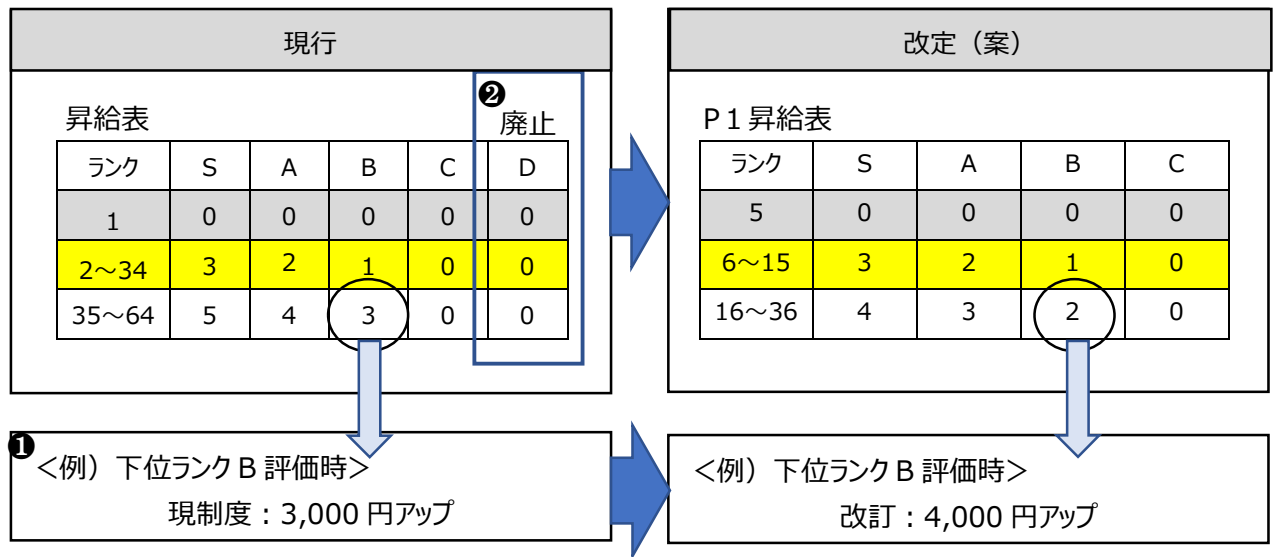 現行
❷
昇給表 廃止
ランク S A B C D
1 0 0 0 0 0
2～34 3 2 1 0 0
35～64 5 4 3 0 0
❶
<例）下位ランク B 評価時>
現制度：3,000 円アップ
改定（案）
P１昇給表
ランク S A B C
5 0 0 0 0
6～15 3 2 1 0
16～36 4 3 2 0
<例）下位ランク B 評価時>
改訂：4,000 円アップ